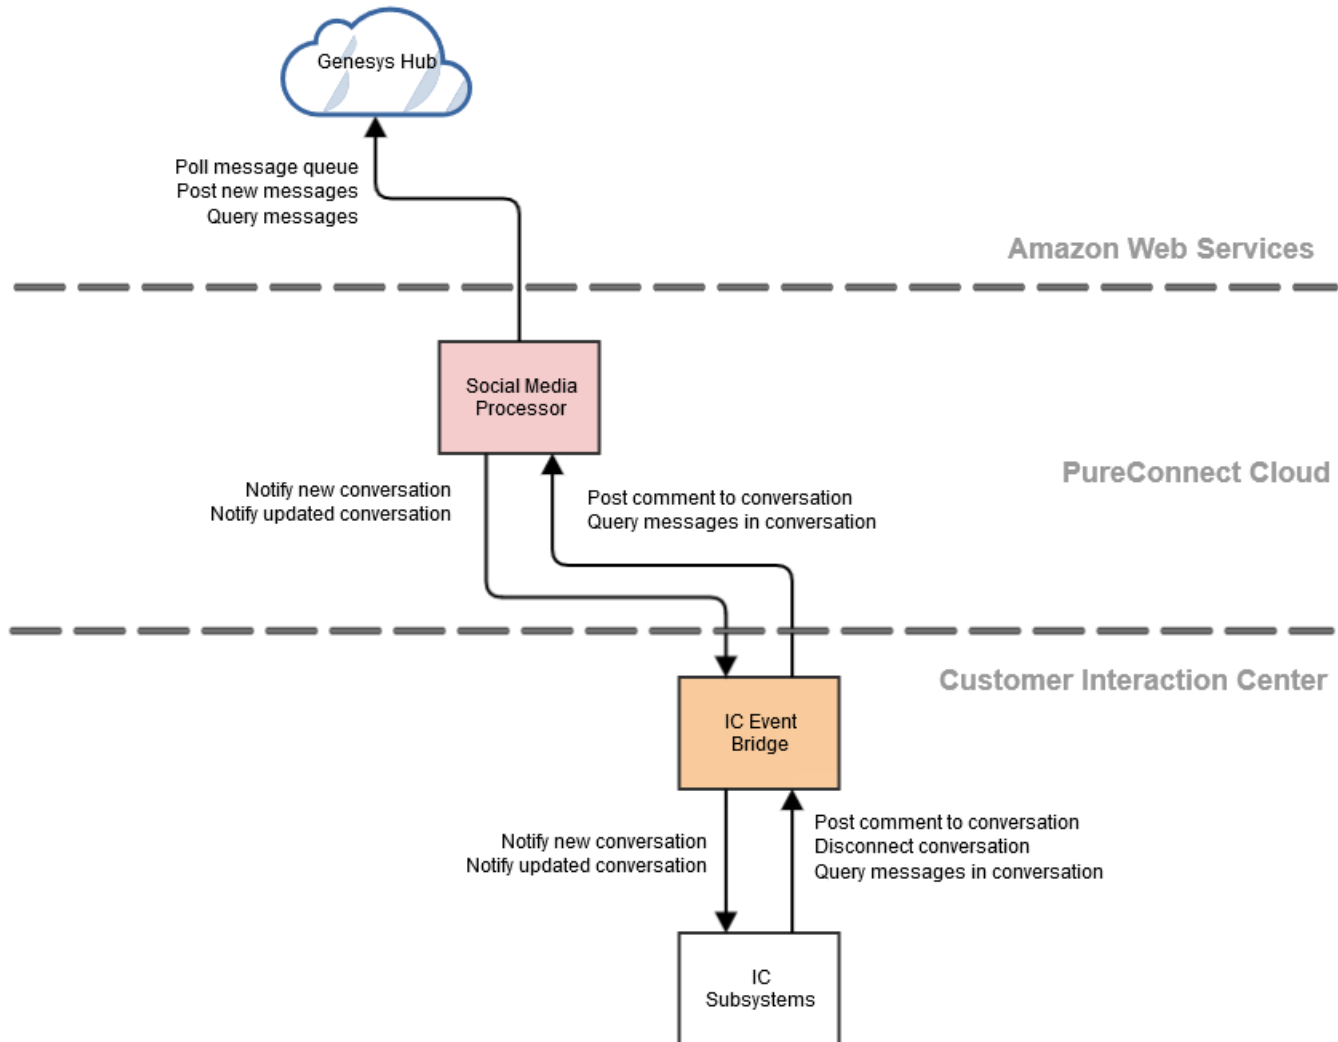 Genesys Hub
Poll message queue
Post new messages
Query messages
Amazon Web Services
Social Media
Processor
PureConnect Cloud
Notify new conversation
Notify updated conversation
Post comment to conversation
Query messages in conversation
Customer Interaction Center
IC Event
Bridge
Notify new conversation
Notify updated conversation
Post comment to conversation
Disconnect conversation
Query messages in conversation
IC
Subsystems